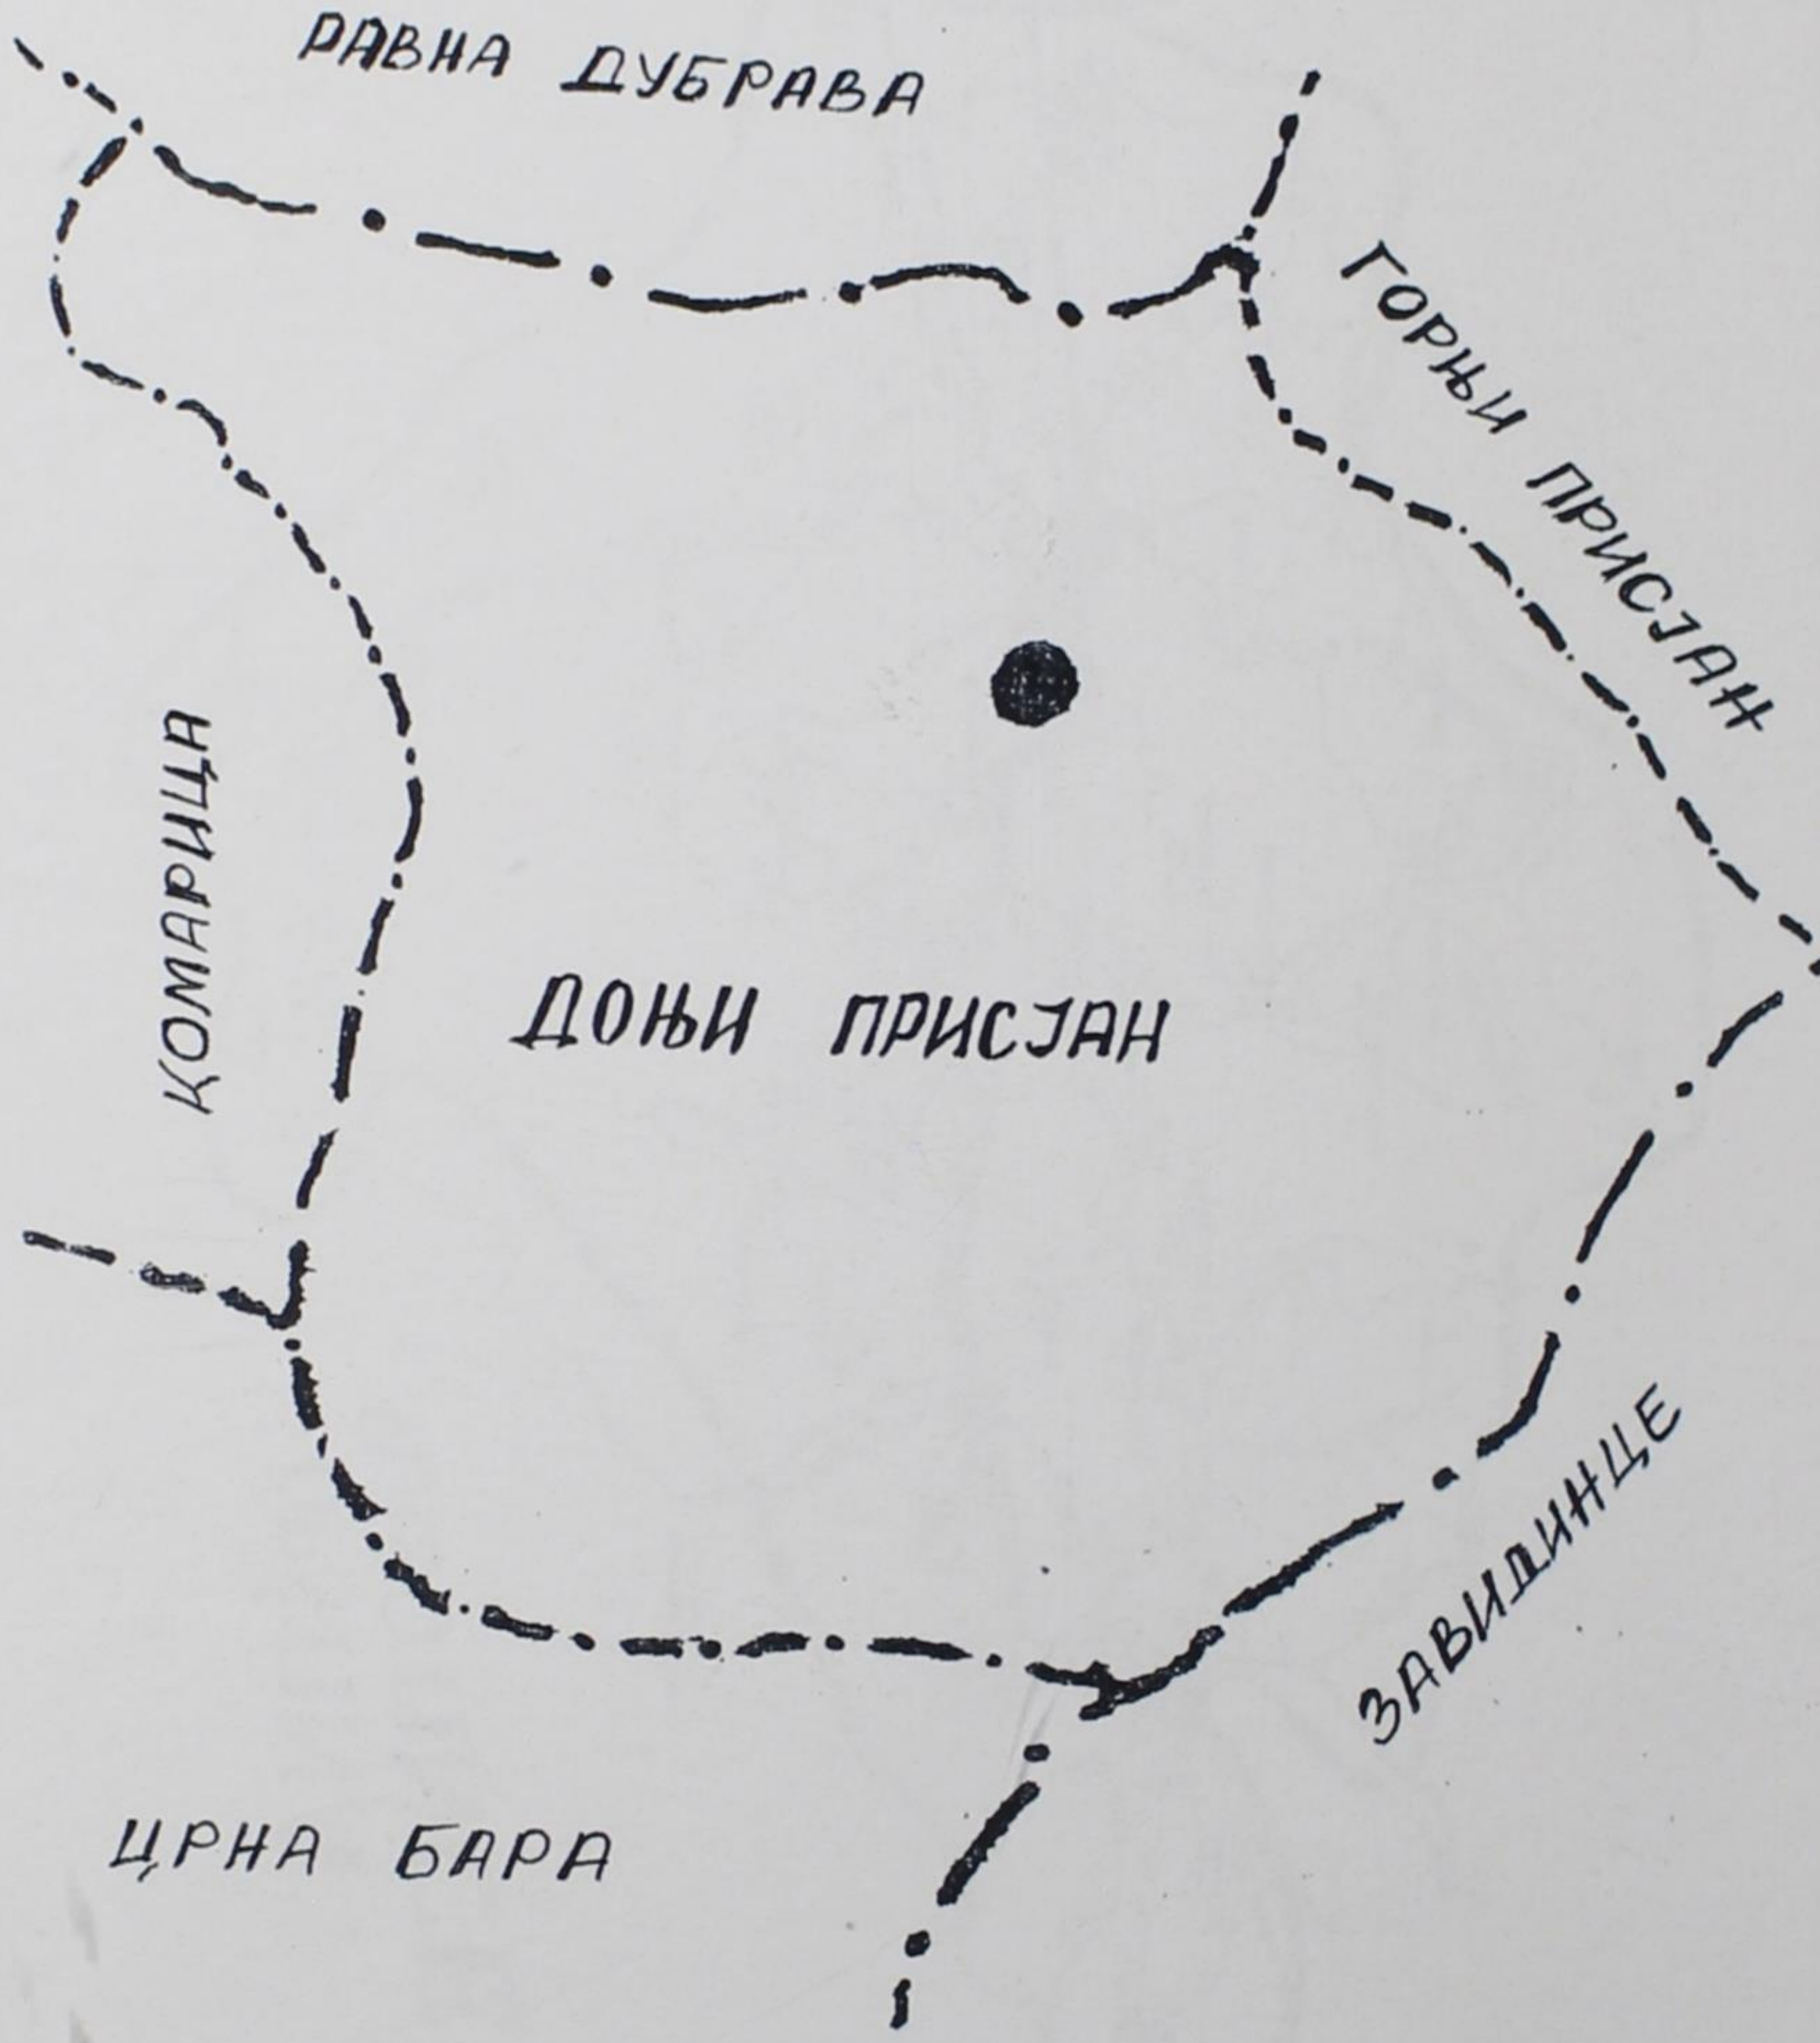 РАВНА ДУБРАВА
ГОРЊИ ПРИСЈАН
КОМАРИЦА
ДОЊИ ПРИСЈАН
ЗАВИДИНЦЕ
ЦРНА БАРА